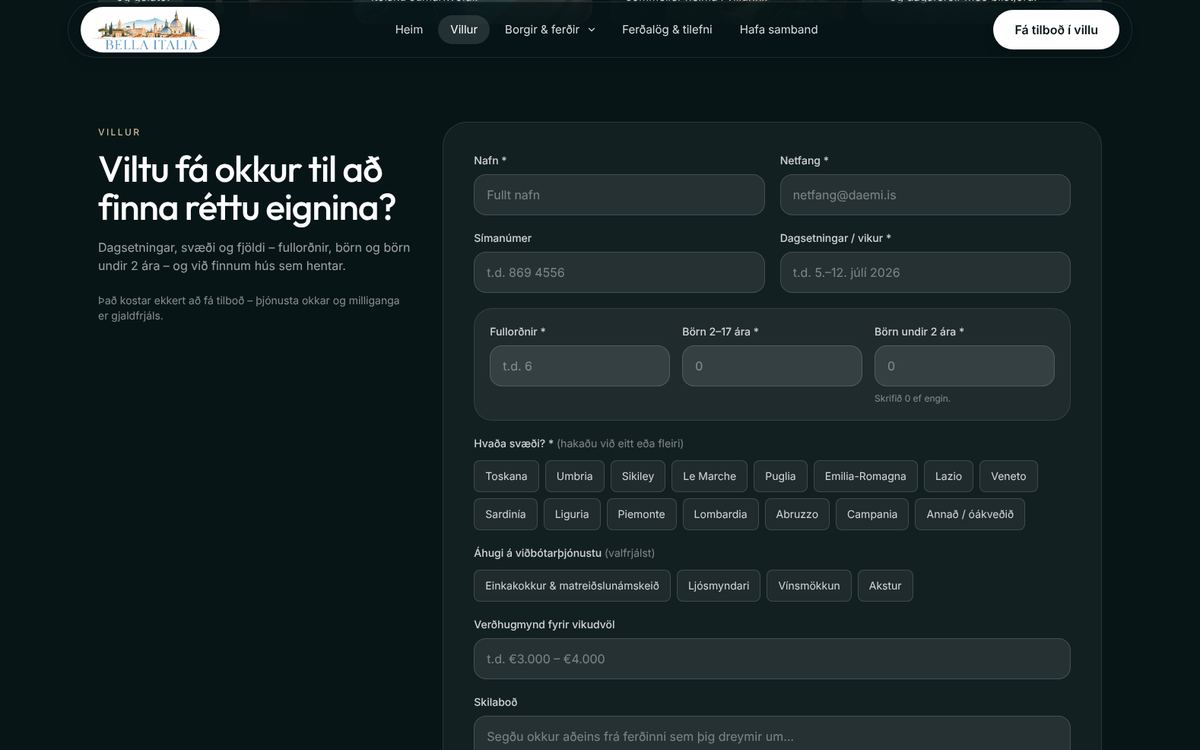 BELLA ITALIA
Heim
Villur
Borgir & ferðir
Ferðalög & tilefni
Hafa samband
Fá tilboð í villu
VILLUR
Viltu fá okkur til að
finna réttu eignina?
Dagsetningar, svæði og fjöldi – fullorðnir, börn og börn
undir 2 ára – og við finnum hús sem hentar.
Það kostar ekkert að fá tilboð – þjónusta okkar og milliganga
er gjaldfrjáls.
Nafn *
Netfang *
Fullt nafn
netfang@daemi.is
Símanúmer
Dagsetningar / vikur *
t.d. 869 4556
t.d. 5.–12. júlí 2026
Fullorðnir *
Börn 2–17 ára *
Börn undir 2 ára *
t.d. 6
0
0
Skrifið 0 ef engin.
Hvaða svæði? * (hakaðu við eitt eða fleiri)
Toskana
Umbria
Sikiley
Le Marche
Puglia
Emilia-Romagna
Lazio
Veneto
Sardinía
Liguria
Piemonte
Lombardia
Abruzzo
Campania
Annað / óákveðið
Áhugi á viðbótarþjónustu (valfrjálst)
Einkakokkur & matreiðslunámskeið
Ljósmyndari
Vínsmökkun
Akstur
Verðhugmynd fyrir vikudvöl
t.d. €3.000 – €4.000
Skilaboð
Segðu okkur aðeins frá ferðinni sem þig dreymir um...